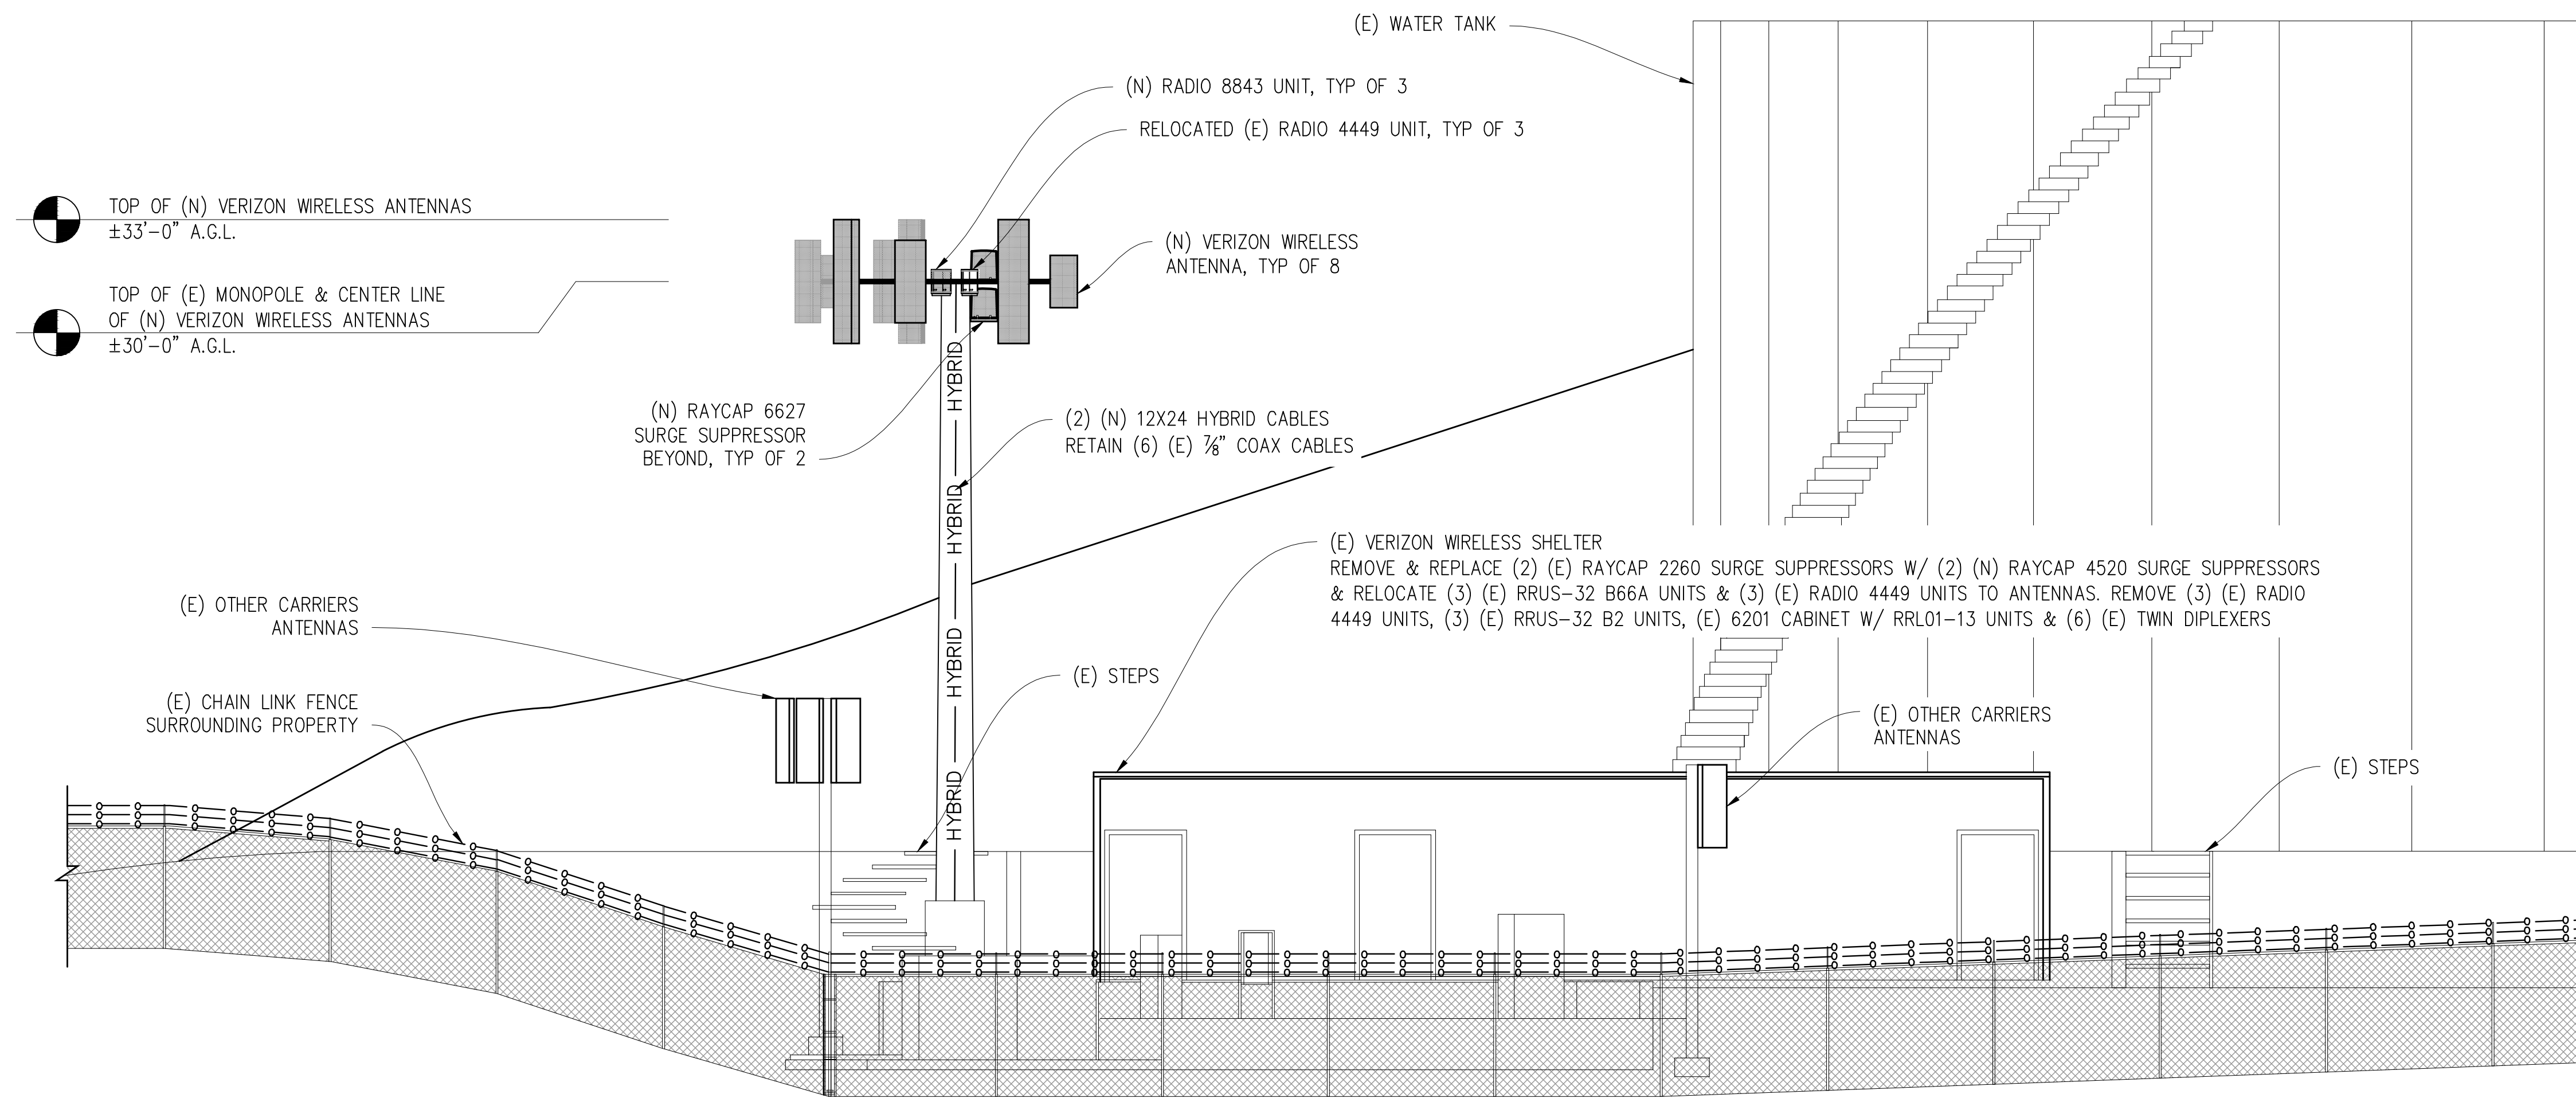 (E) WATER TANK
(N) RADIO 8843 UNIT, TYP OF 3
RELOCATED (E) RADIO 4449 UNIT, TYP OF 3
TOP OF (N) VERIZON WIRELESS ANTENNAS
±33'-0" A.G.L.
(N) VERIZON WIRELESS
ANTENNA, TYP OF 8
TOP OF (E) MONOPOLE & CENTER LINE
OF (N) VERIZON WIRELESS ANTENNAS
±30'-0" A.G.L.
(N) RAYCAP 6627
SURGE SUPPRESSOR
BEYOND, TYP OF 2
(2) (N) 12X24 HYBRID CABLES
RETAIN (6) (E) ⅞" COAX CABLES
HYBRID
HYBRID
HYBRID
HYBRID
(E) VERIZON WIRELESS SHELTER
REMOVE & REPLACE (2) (E) RAYCAP 2260 SURGE SUPPRESSORS W/ (2) (N) RAYCAP 4520 SURGE SUPPRESSORS
& RELOCATE (3) (E) RRUS-32 B66A UNITS & (3) (E) RADIO 4449 UNITS TO ANTENNAS. REMOVE (3) (E) RADIO
4449 UNITS, (3) (E) RRUS-32 B2 UNITS, (E) 6201 CABINET W/ RRL01-13 UNITS & (6) (E) TWIN DIPLEXERS
(E) OTHER CARRIERS
ANTENNAS
(E) STEPS
(E) CHAIN LINK FENCE
SURROUNDING PROPERTY
(E) OTHER CARRIERS
ANTENNAS
(E) STEPS